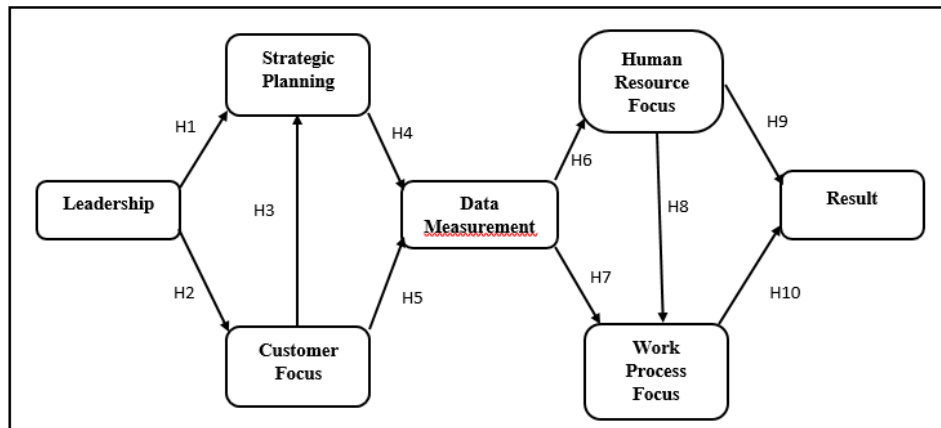 Strategic
Planning
Human
Resource
Focus
H1
H4
H6
H9
Leadership
H3
Data
Measurement
H8
Result
H2
H5
H7
H10
Customer
Focus
Work
Process
Focus